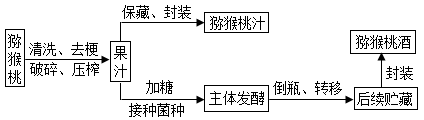 猕猴桃
清洗、去梗
破碎、压榨
果汁
保藏、封装
猕猴桃汁
加糖
接种菌种
主体发酵
倒瓶、转移
后续贮藏
封装
猕猴桃酒